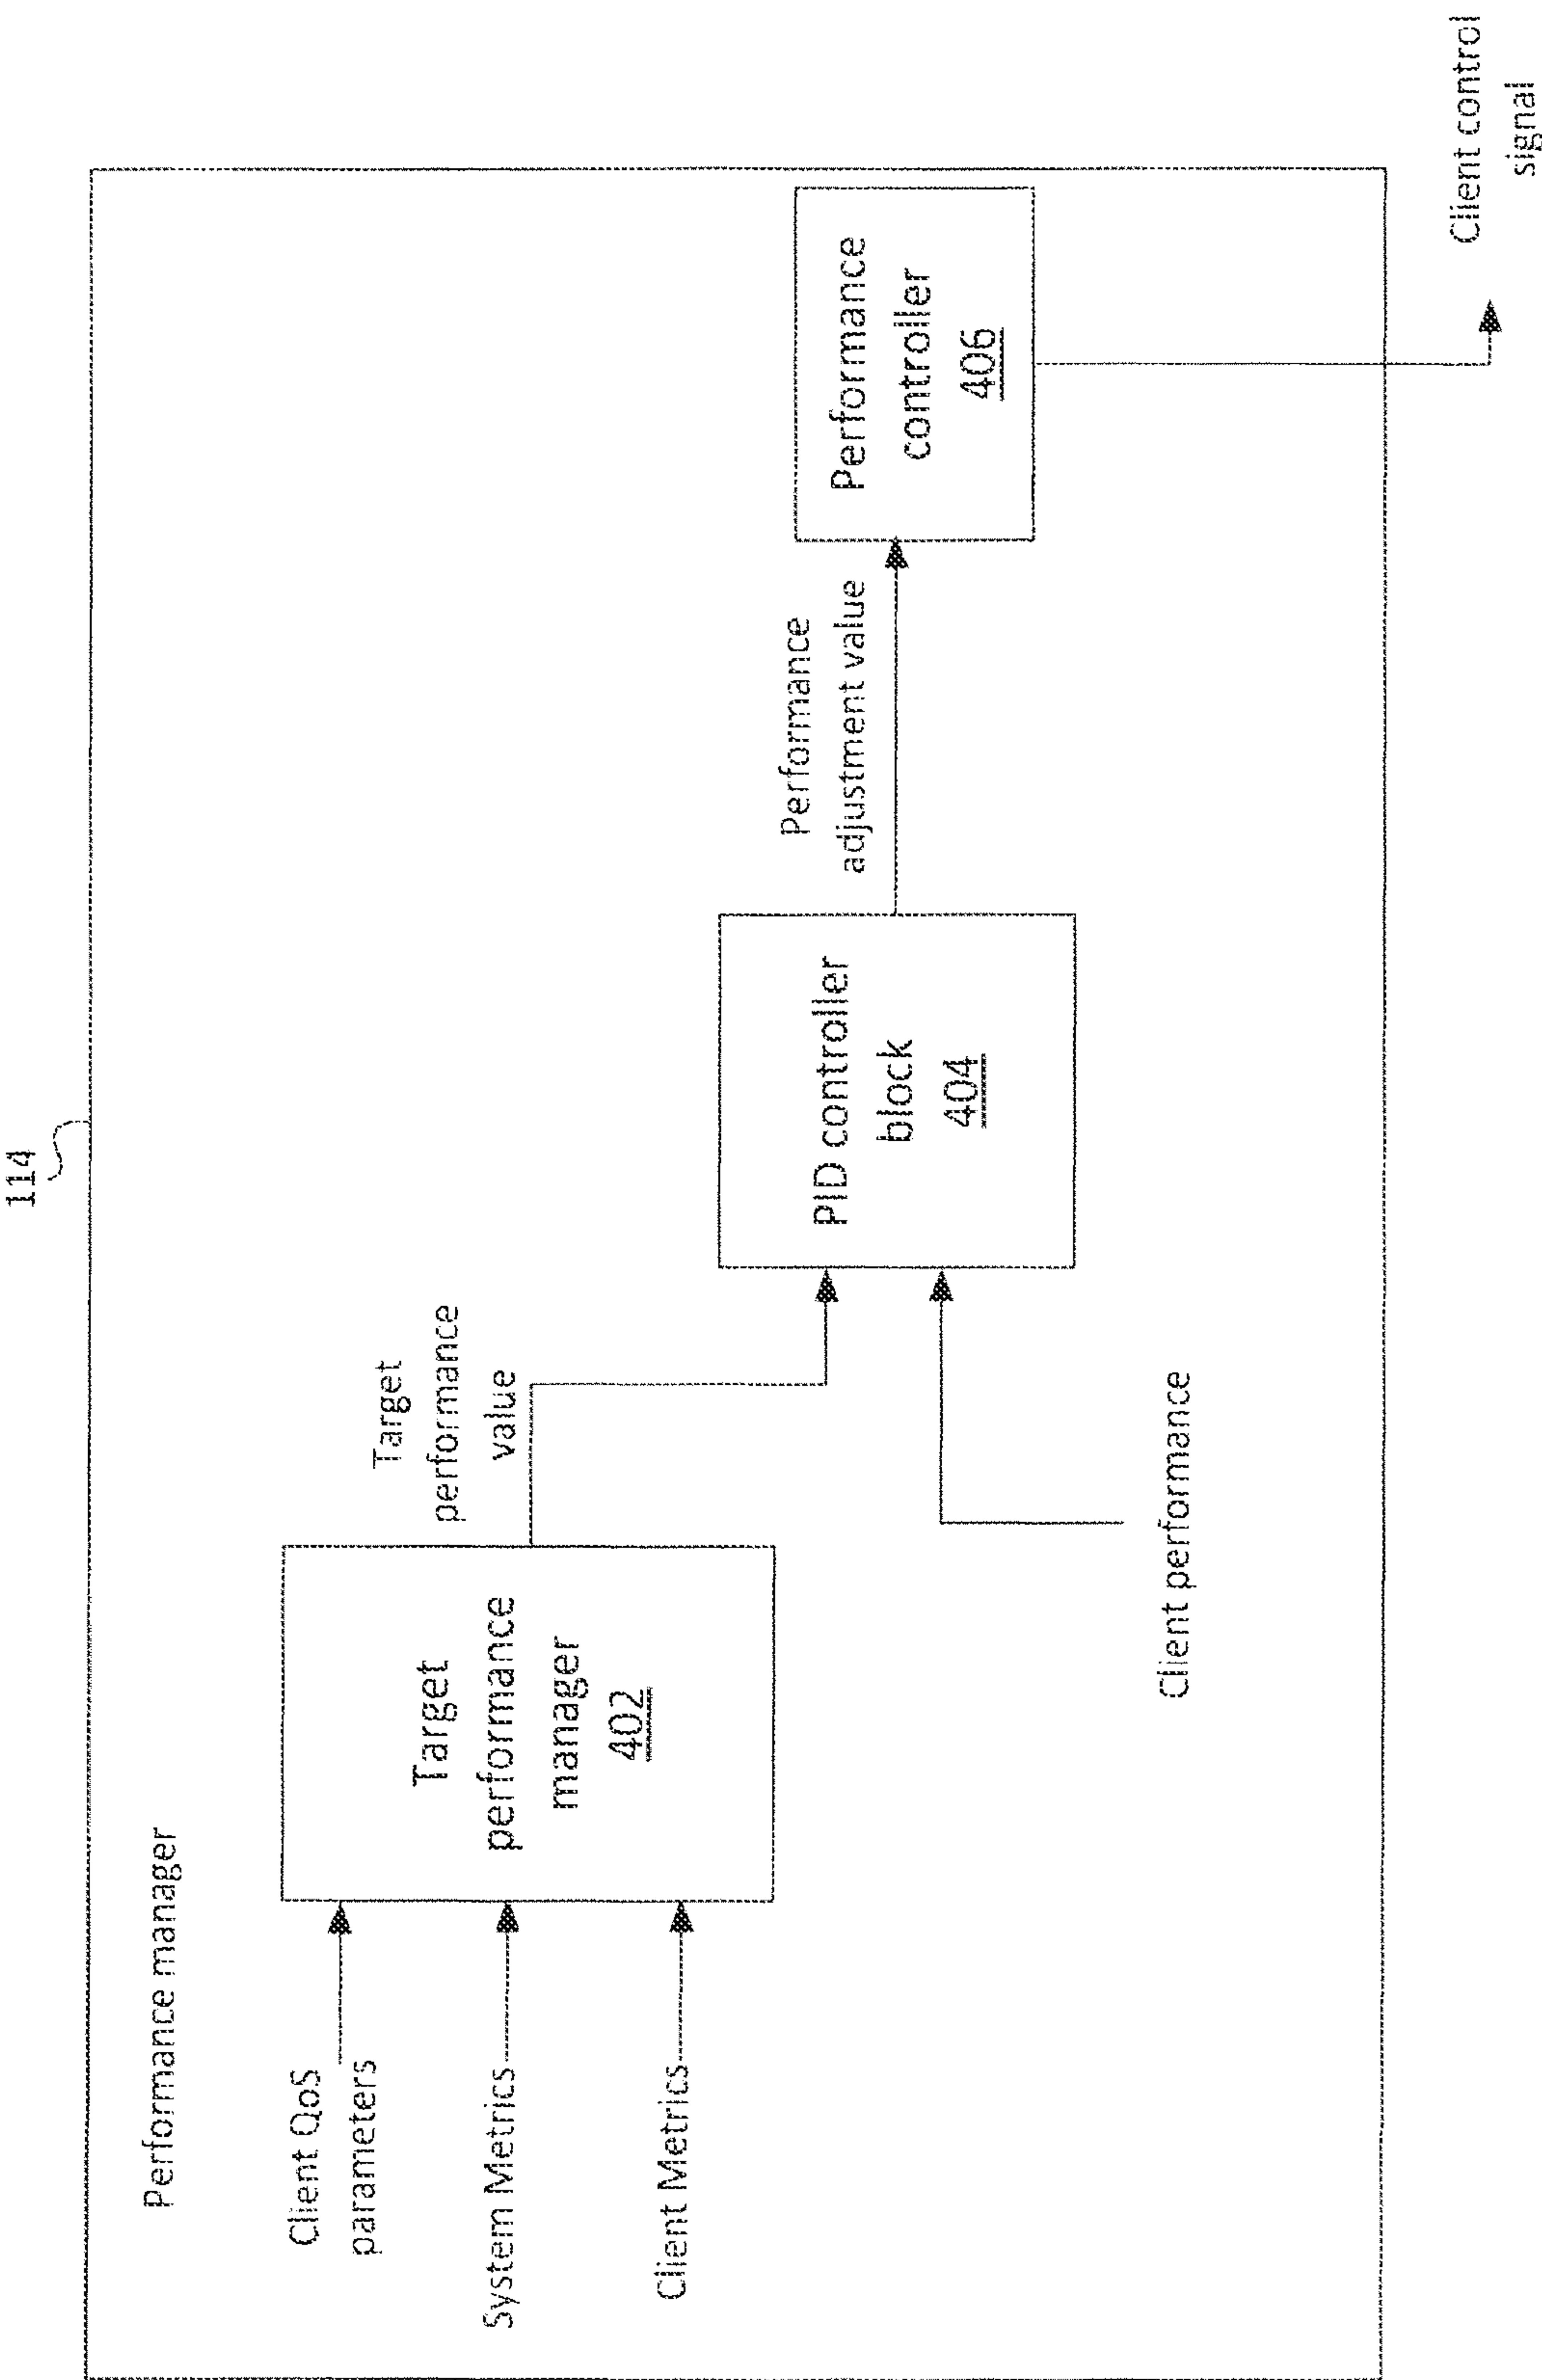 114
Performance manager
Client QoS
parameters
System Metrics
Client Metrics
Target
performance
manager
402
Target
performance
value
Client performance
PID controller
block
404
Performance
adjustment value
Performance
controller
406
Client control
signal